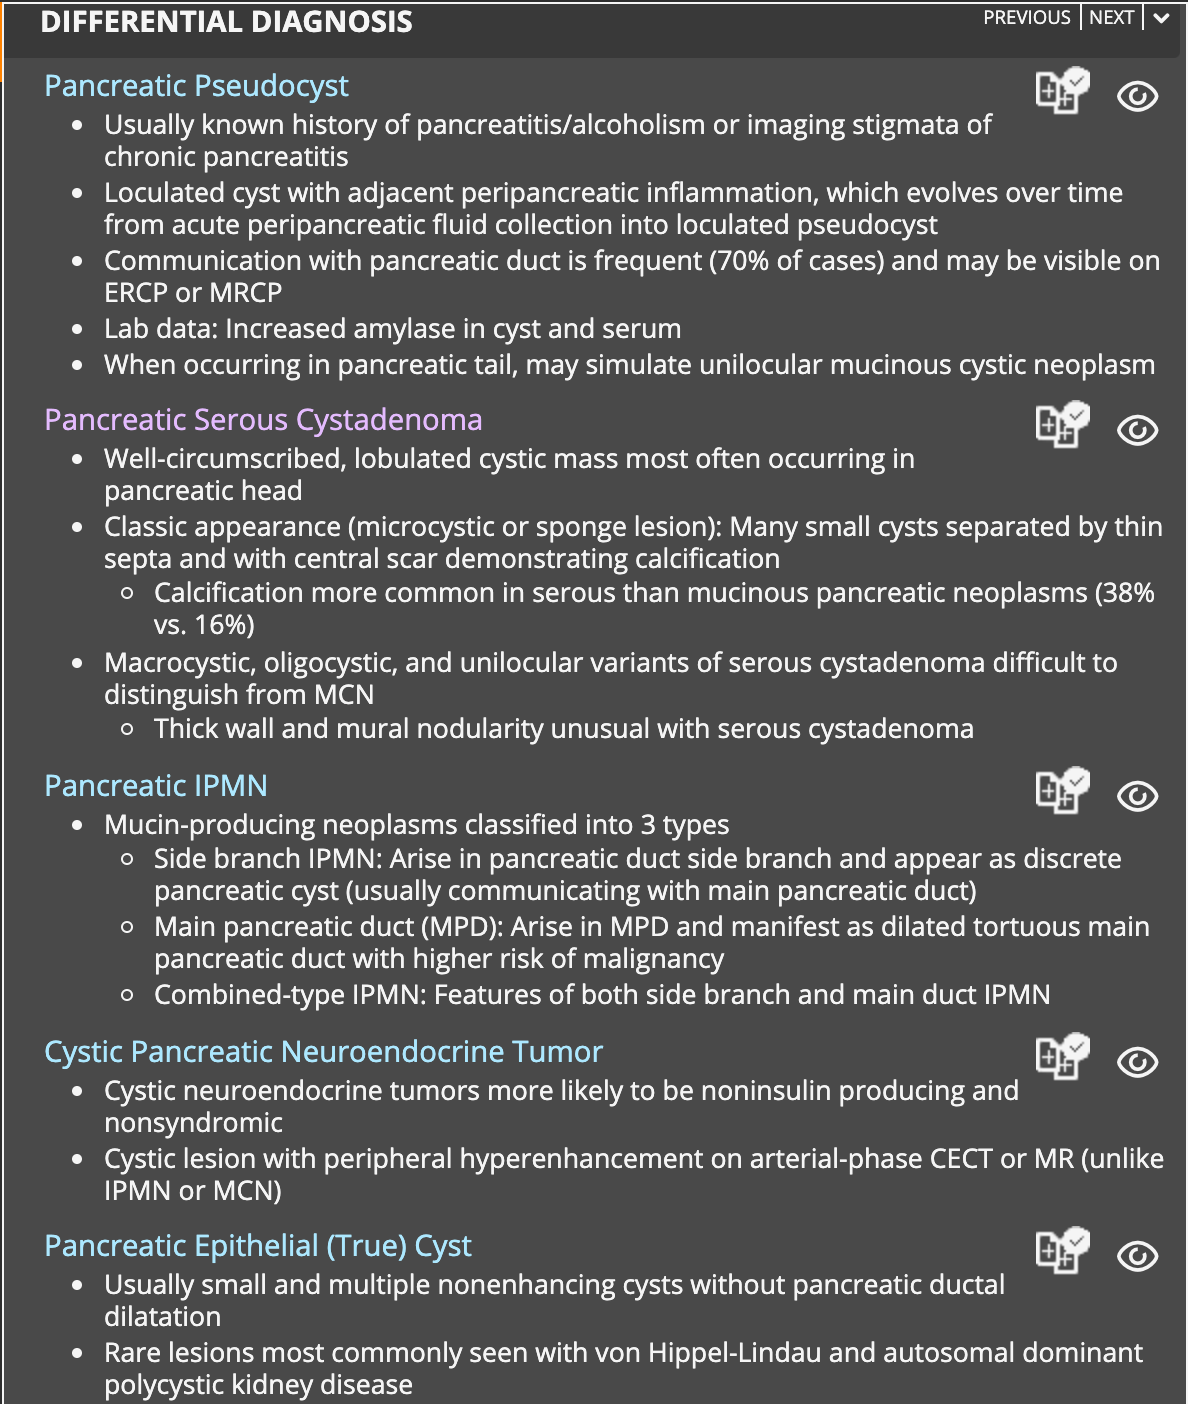 DIFFERENTIAL DIAGNOSIS
PREVIOUS | NEXT |
Pancreatic Pseudocyst
• Usually known history of pancreatitis/alcoholism or imaging stigmata of
chronic pancreatitis
• Loculated cyst with adjacent peripancreatic inflammation, which evolves over time
from acute peripancreatic fluid collection into loculated pseudocyst
• Communication with pancreatic duct is frequent (70% of cases) and may be visible on
ERCP or MRCP
• Lab data: Increased amylase in cyst and serum
• When occurring in pancreatic tail, may simulate unilocular mucinous cystic neoplasm
Pancreatic Serous Cystadenoma
• Well-circumscribed, lobulated cystic mass most often occurring in
pancreatic head
• Classic appearance (microcystic or sponge lesion): Many small cysts separated by thin
septa and with central scar demonstrating calcification
○ Calcification more common in serous than mucinous pancreatic neoplasms (38%
vs. 16%)
• Macrocystic, oligocystic, and unilocular variants of serous cystadenoma difficult to
distinguish from MCN
○ Thick wall and mural nodularity unusual with serous cystadenoma
Pancreatic IPMN
• Mucin-producing neoplasms classified into 3 types
○ Side branch IPMN: Arise in pancreatic duct side branch and appear as discrete
pancreatic cyst (usually communicating with main pancreatic duct)
○ Main pancreatic duct (MPD): Arise in MPD and manifest as dilated tortuous main
pancreatic duct with higher risk of malignancy
○ Combined-type IPMN: Features of both side branch and main duct IPMN
Cystic Pancreatic Neuroendocrine Tumor
• Cystic neuroendocrine tumors more likely to be noninsulin producing and
nonsyndromic
• Cystic lesion with peripheral hyperenhancement on arterial-phase CECT or MR (unlike
IPMN or MCN)
Pancreatic Epithelial (True) Cyst
• Usually small and multiple nonenhancing cysts without pancreatic ductal
dilatation
• Rare lesions most commonly seen with von Hippel-Lindau and autosomal dominant
polycystic kidney disease